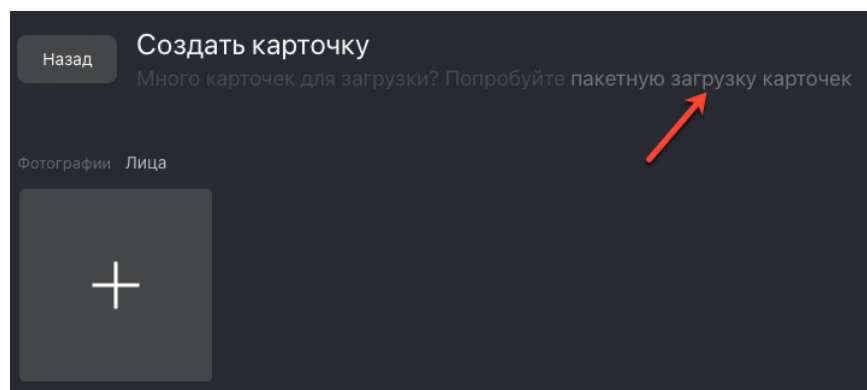 Назад
Создать карточку
Много карточек для загрузки? Попробуйте пакетную загрузку карточек
Фотографии Лица